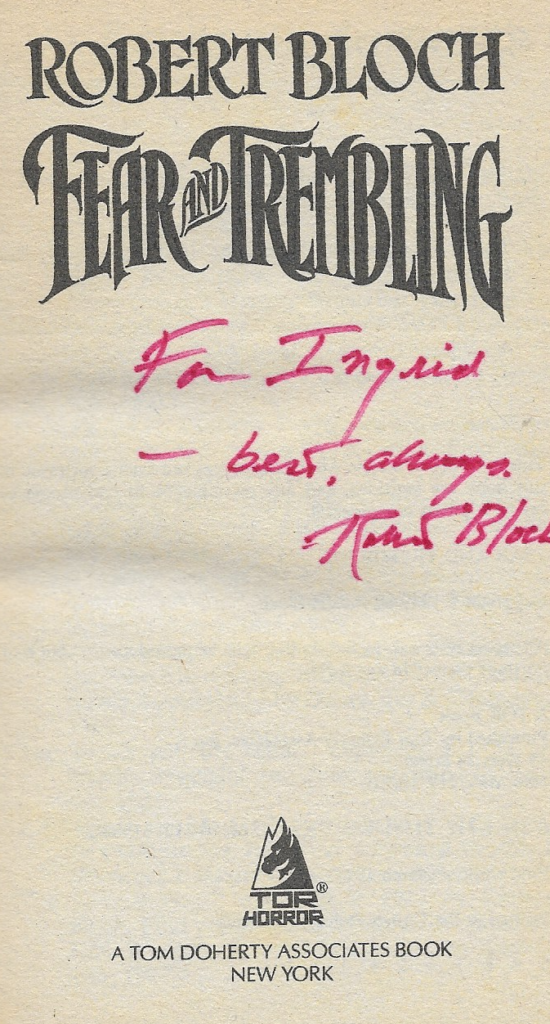 ROBERT BLOCH
FEAR AND TREMBLING
For Ingrid
— best, always.
Robert Bloch
TOR®
HORROR
A TOM DOHERTY ASSOCIATES BOOK
NEW YORK